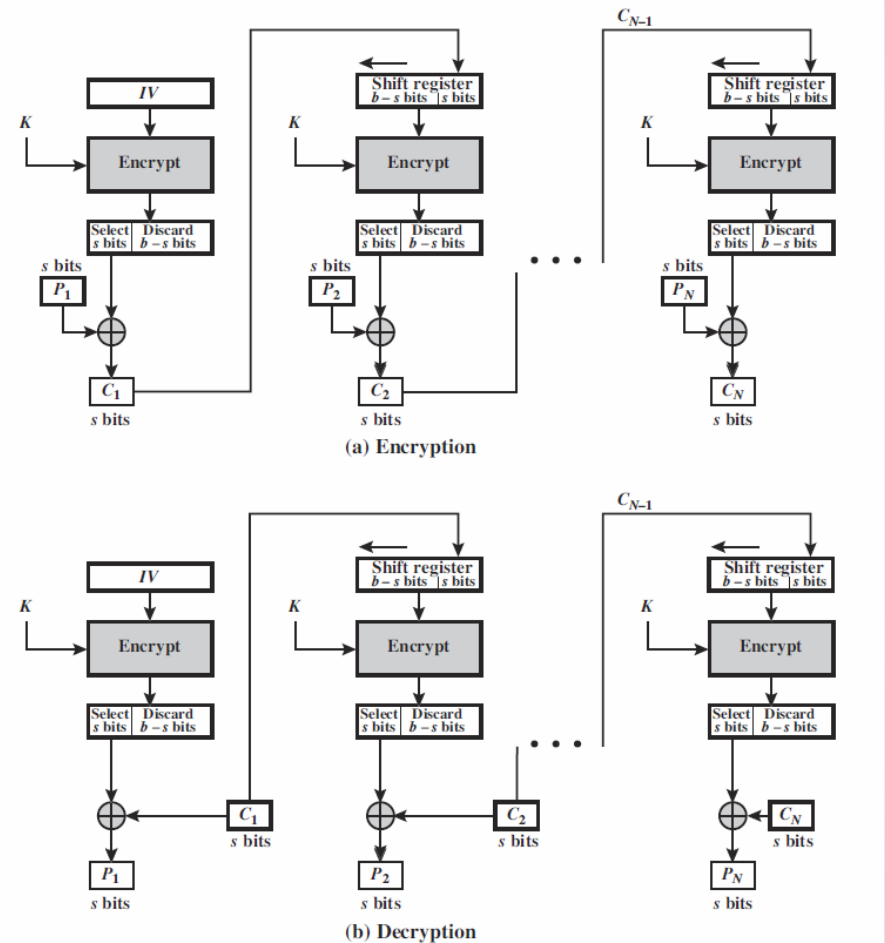 C_{N–1}
IV
Shift register
b – s bits | s bits
Shift register
b – s bits | s bits
K
K
K
Encrypt
Encrypt
Encrypt
Select Discard
s bits b – s bits
Select Discard
s bits b – s bits
Select Discard
s bits b – s bits
s bits
s bits
s bits
P_1
P_2
P_N
• • •
C_1
C_2
C_N
s bits
s bits
s bits
(a) Encryption
C_{N–1}
IV
Shift register
b – s bits | s bits
Shift register
b – s bits | s bits
K
K
K
Encrypt
Encrypt
Encrypt
Select Discard
s bits b – s bits
Select Discard
s bits b – s bits
Select Discard
s bits b – s bits
• • •
C_1
C_2
C_N
s bits
s bits
s bits
P_1
P_2
P_N
s bits
s bits
s bits
(b) Decryption